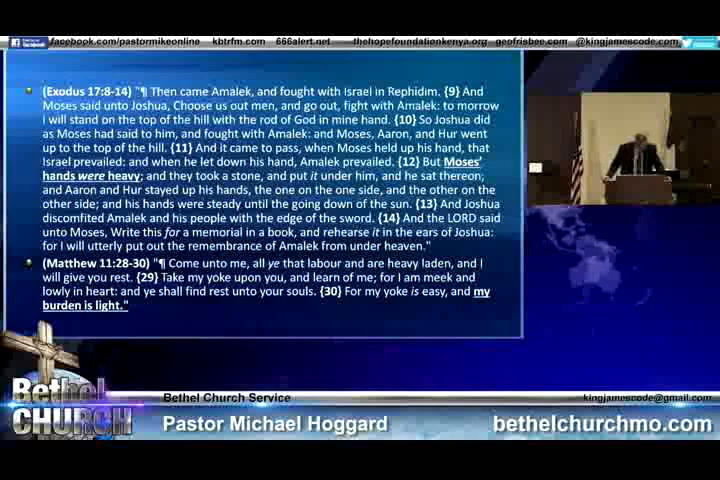 Find us on facebook facebook.com/pastormikeonline kbtrfm.com 666alert.net thehopefoundationkenya.org geofrisbee.com @kingjamescode.com twitter
(Exodus 17:8-14) "¶ Then came Amalek, and fought with Israel in Rephidim. {9} And
Moses said unto Joshua, Choose us out men, and go out, fight with Amalek: to morrow
I will stand on the top of the hill with the rod of God in mine hand. {10} So Joshua did
as Moses had said to him, and fought with Amalek: and Moses, Aaron, and Hur went
up to the top of the hill. {11} And it came to pass, when Moses held up his hand, that
Israel prevailed: and when he let down his hand, Amalek prevailed. {12} But Moses'
hands were heavy; and they took a stone, and put it under him, and he sat thereon;
and Aaron and Hur stayed up his hands, the one on the one side, and the other on the
other side; and his hands were steady until the going down of the sun. {13} And Joshua
discomfited Amalek and his people with the edge of the sword. {14} And the LORD said
unto Moses, Write this for a memorial in a book, and rehearse it in the ears of Joshua:
for I will utterly put out the remembrance of Amalek from under heaven."
(Matthew 11:28-30) "¶ Come unto me, all ye that labour and are heavy laden, and I
will give you rest. {29} Take my yoke upon you, and learn of me; for I am meek and
lowly in heart: and ye shall find rest unto your souls. {30} For my yoke is easy, and my
burden is light."
Bethel
CHURCH
Bethel Church Service kingjamescode@gmail.com
Pastor Michael Hoggard bethelchurchmo.com